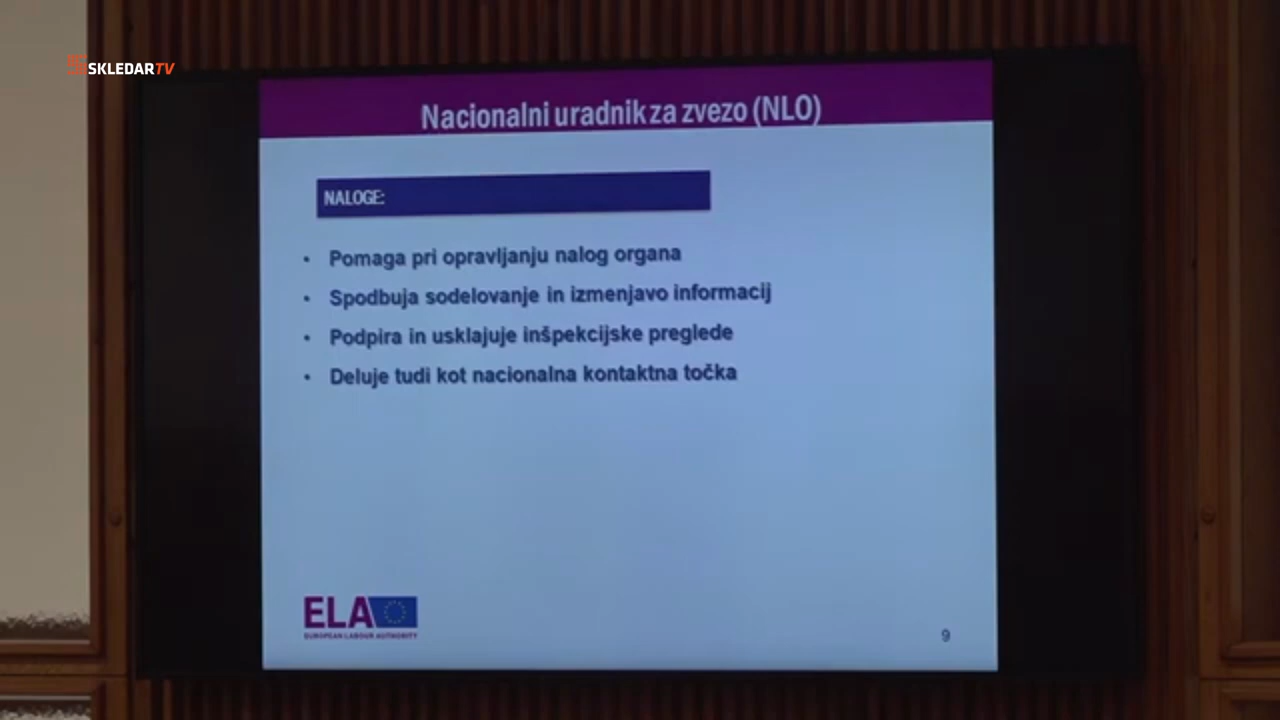 SKLEDARTV
Nacionalni uradnik za zvezo (NLO)
NALOGE:
• Pomaga pri opravljanju nalog organa
• Spodbuja sodelovanje in izmenjavo informacij
• Podpira in usklajuje inšpekcijske preglede
• Deluje tudi kot nacionalna kontaktna točka
ELA
EUROPEAN LABOUR AUTHORITY
9